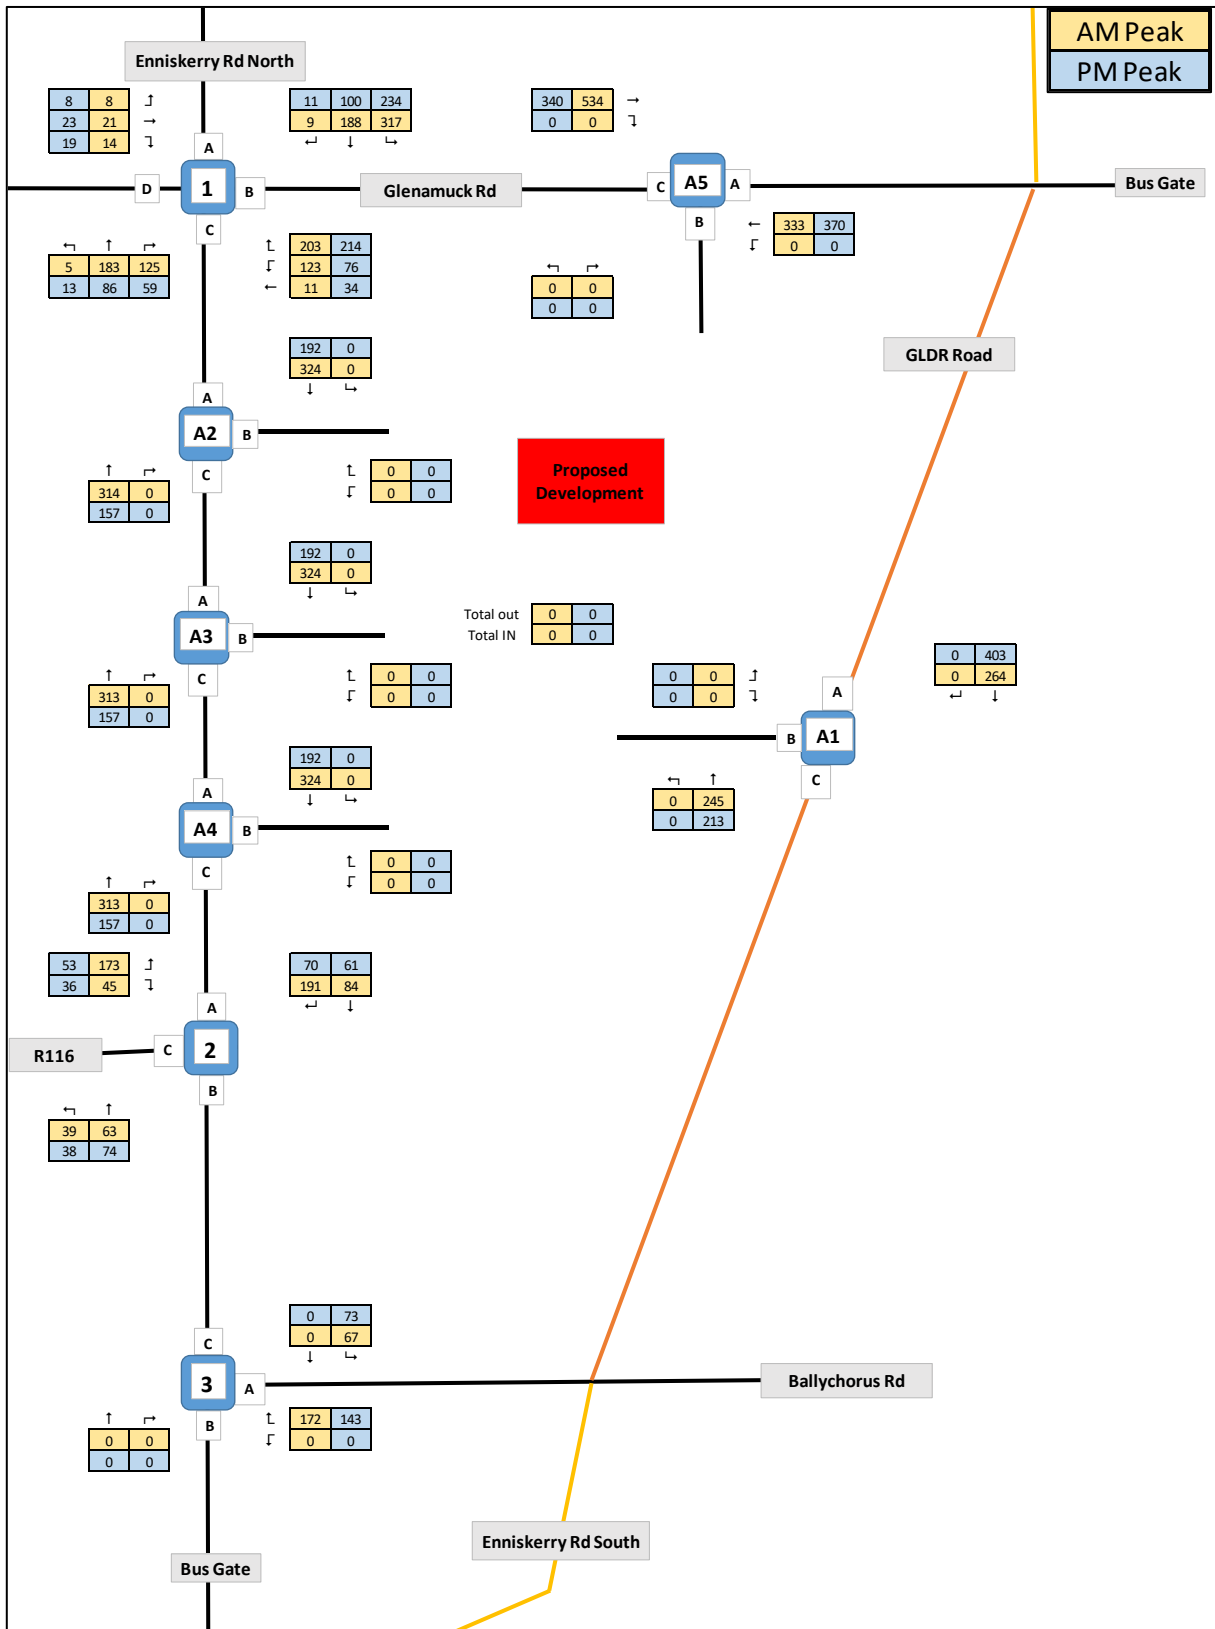 AM Peak
PM Peak
Enniskerry Rd North
8 8 ⮥
23 21 →
19 14 ⮧
11 100 234
9 188 317
↵ ↓ ↳
340 534 →
0 0 ⮧
A
D 1 B
C
Glenamuck Rd
C A5 A
B
Bus Gate
← 333 370
↲ 0 0
↰ ↑ ↱
5 183 125
13 86 59
↥ 203 214
↲ 123 76
← 11 34
↰ ↱
0 0
0 0
GLDR Road
192 0
324 0
↓ ↳
A
A2 B
C
↑ ↱
314 0
157 0
↥ 0 0
↲ 0 0
Proposed
Development
192 0
324 0
↓ ↳
A
A3 B
C
Total out 0 0
Total IN 0 0
↑ ↱
313 0
157 0
↥ 0 0
↲ 0 0
0 0 ⮥
0 0 ⮧
0 403
0 264
↵ ↓
A
B A1
C
↰ ↑
0 245
0 213
192 0
324 0
↓ ↳
A
A4 B
C
↑ ↱
313 0
157 0
↥ 0 0
↲ 0 0
53 173 ⮥
36 45 ⮧
70 61
191 84
↵ ↓
A
R116
C 2
B
↰ ↑
39 63
38 74
0 73
0 67
↓ ↳
C
3 A
B
Ballychorus Rd
↑ ↱
0 0
0 0
↥ 172 143
↲ 0 0
Enniskerry Rd South
Bus Gate